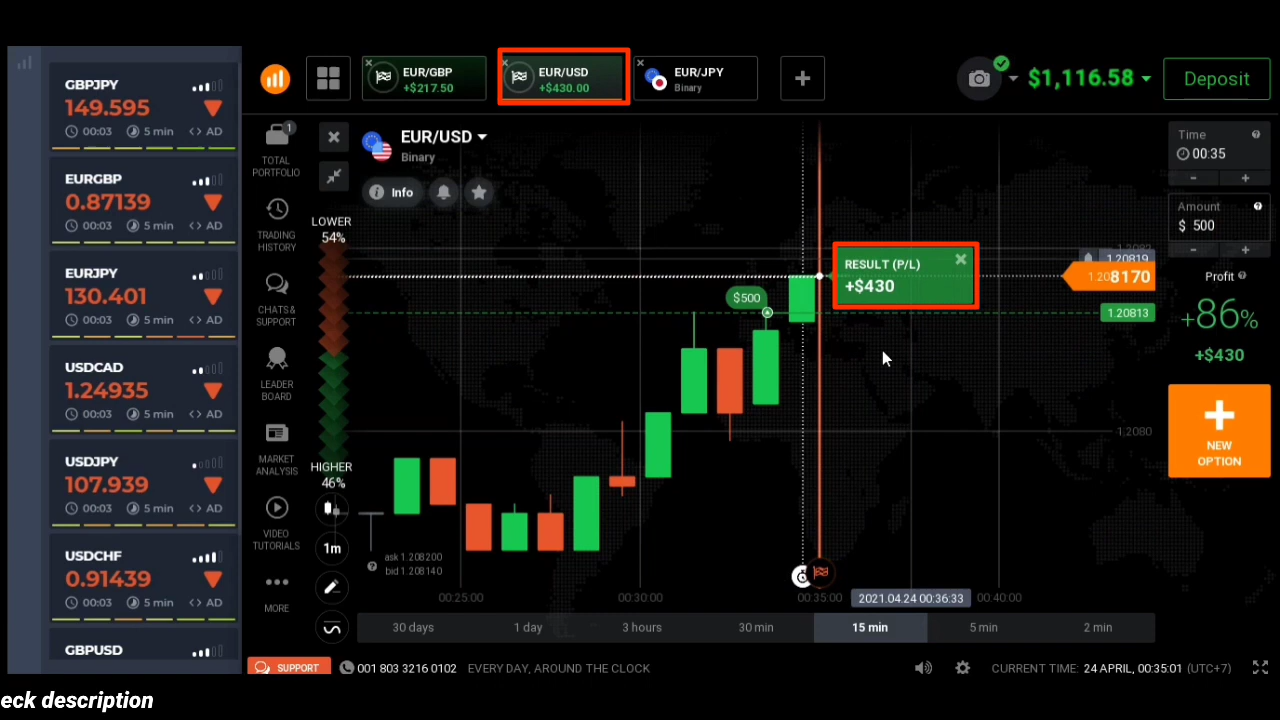 GBPJPY
149.595
00:03 5 min <> AD
EURGBP
0.87139
00:03 5 min <> AD
EURJPY
130.401
00:03 5 min <> AD
USDCAD
1.24935
00:03 5 min <> AD
USDJPY
107.939
00:03 5 min <> AD
USDCHF
0.91439
00:03 5 min <> AD
GBPUSD
EUR/GBP
+$217.50
EUR/USD
+$430.00
EUR/JPY
Binary
$1,116.58
Deposit
1
TOTAL
PORTFOLIO
TRADING
HISTORY
CHATS &
SUPPORT
LEADER
BOARD
MARKET
ANALYSIS
VIDEO
TUTORIALS
MORE
EUR/USD
Binary
Info
LOWER
54%
HIGHER
46%
1m
ask 1.208200
bid 1.208140
$500
RESULT (P/L)
+$430
1.20819
1.208170
1.20813
1.2080
00:25:00
00:30:00
00:35:00
2021.04.24 00:36:33
00:40:00
30 days
1 day
3 hours
30 min
15 min
5 min
2 min
Time
00:35
- +
Amount
$ 500
- +
Profit
+86%
+$430
NEW
OPTION
SUPPORT
001 803 3216 0102 EVERY DAY, AROUND THE CLOCK
CURRENT TIME: 24 APRIL, 00:35:01 (UTC+7)
eck description